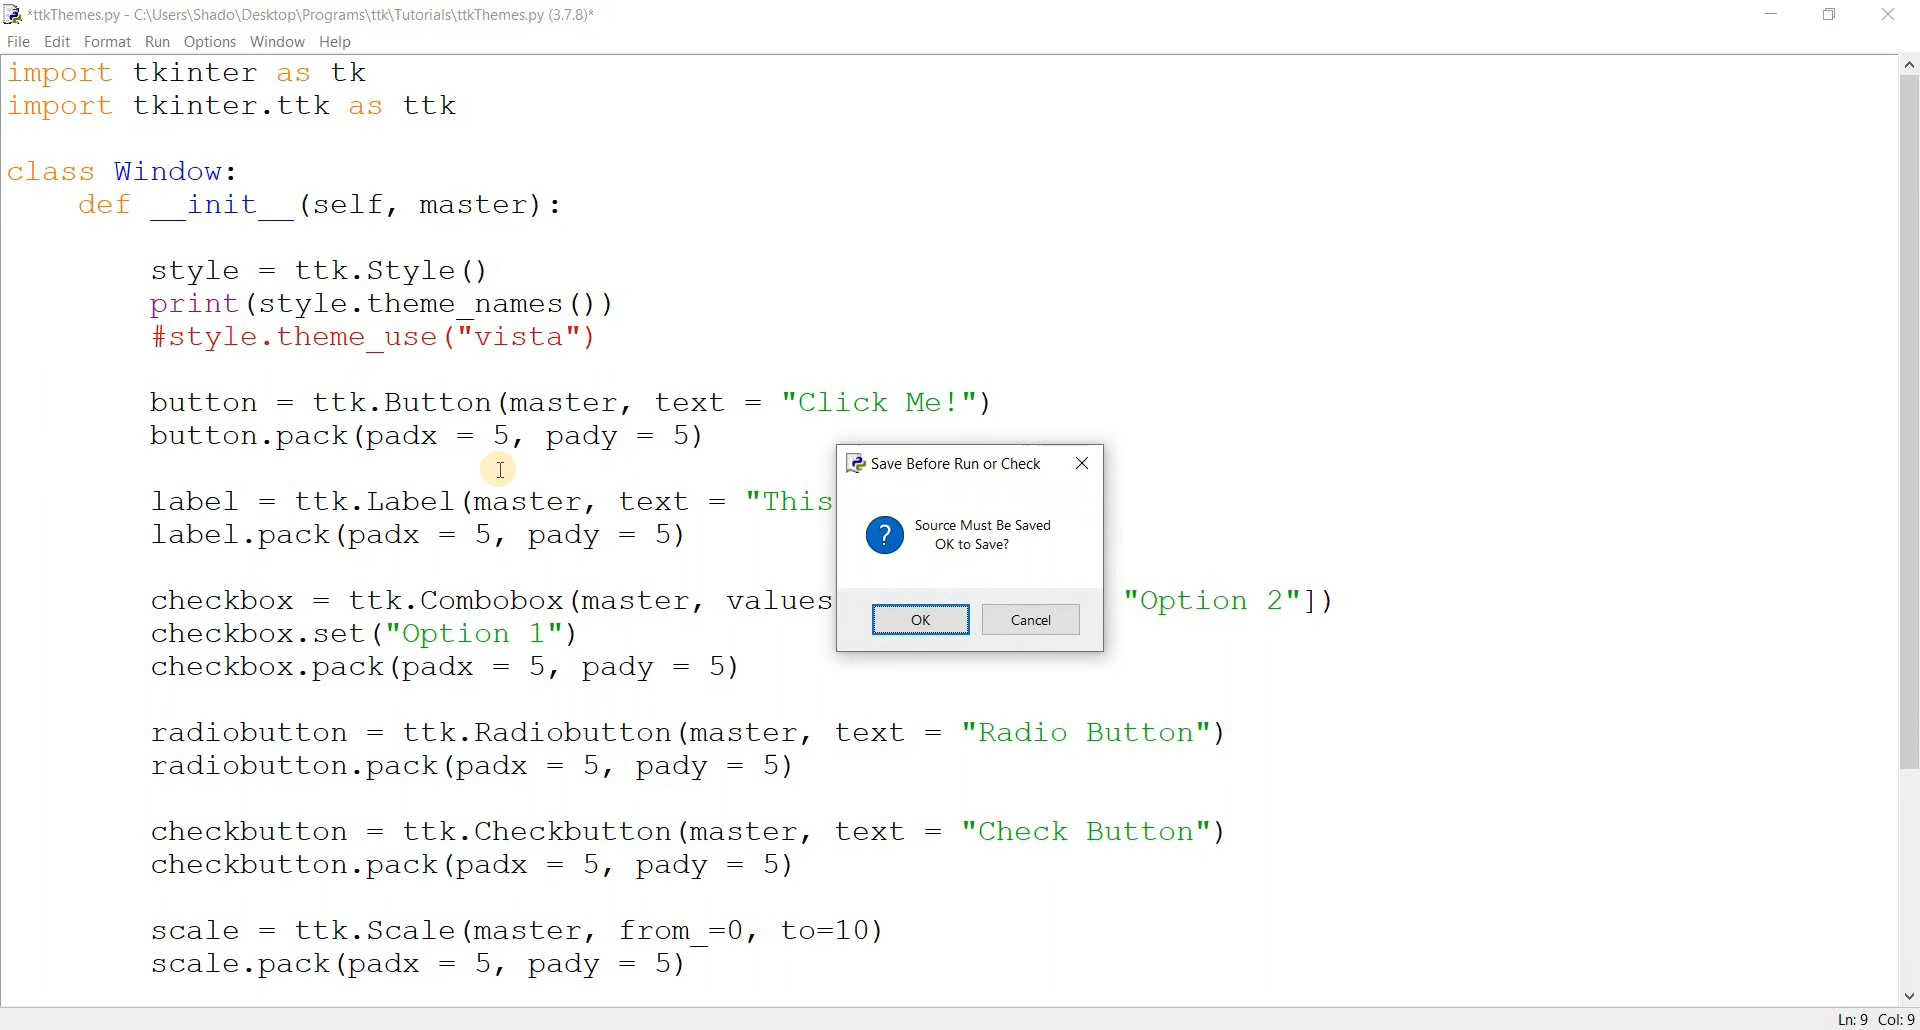 *ttkThemes.py - C:\Users\Shado\Desktop\Programs\ttk\Tutorials\ttkThemes.py (3.7.8)*
File Edit Format Run Options Window Help
import tkinter as tk
import tkinter.ttk as ttk
class Window:
    def __init__(self, master):
        style = ttk.Style()
        print(style.theme_names())
        #style.theme_use("vista")
        button = ttk.Button(master, text = "Click Me!")
        button.pack(padx = 5, pady = 5)
        label = ttk.Label(master, text = "This
        label.pack(padx = 5, pady = 5)
        checkbox = ttk.Combobox(master, values "Option 2"])
        checkbox.set("Option 1")
        checkbox.pack(padx = 5, pady = 5)
        radiobutton = ttk.Radiobutton(master, text = "Radio Button")
        radiobutton.pack(padx = 5, pady = 5)
        checkbutton = ttk.Checkbutton(master, text = "Check Button")
        checkbutton.pack(padx = 5, pady = 5)
        scale = ttk.Scale(master, from_=0, to=10)
        scale.pack(padx = 5, pady = 5)
Save Before Run or Check
Source Must Be Saved
OK to Save?
OK Cancel
Ln: 9 Col: 9